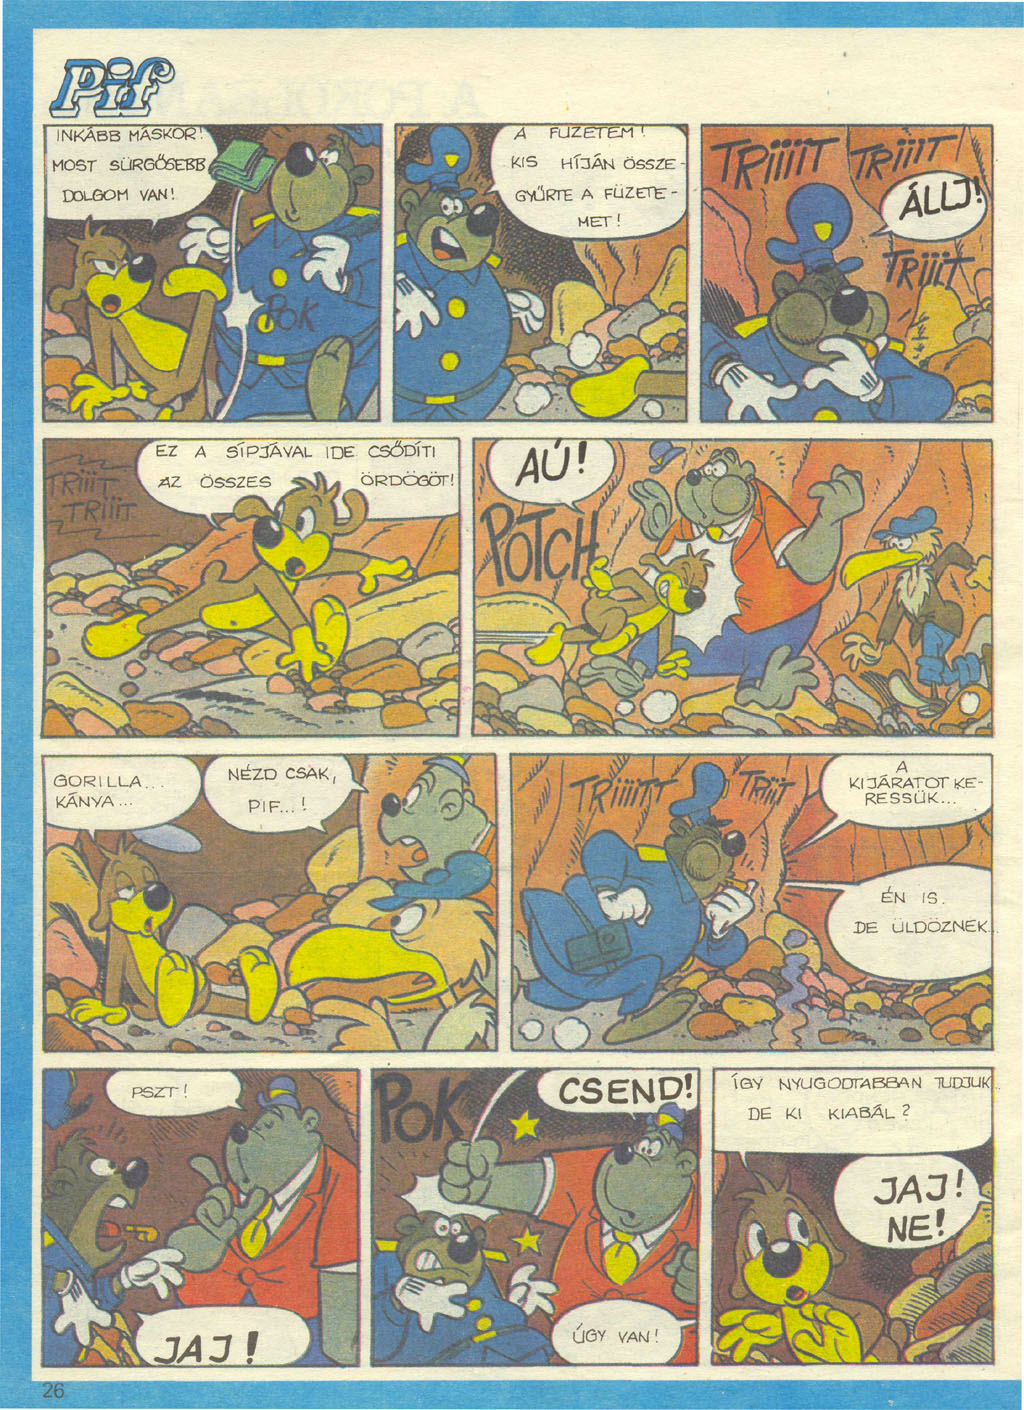 Pif
INKÁBB MÁSKOR!
MOST SÜRGŐSEBB
DOLGOM VAN!
POK
A FÜZETEM!
KIS HÍJÁN ÖSSZE-
GYŰRTE A FÜZETE-
MET!
TRIIIT
TRIIIT
ÁLLJ!
TRIIIT
TRIIIT
TRIIIT
EZ A SÍPJÁVAL IDE CSŐDÍTI
AZ ÖSSZES ÖRDÖGÖT!
AÚ!
POTCH
GORILLA...
KÁNYA...
NÉZD CSAK,
PIF...!
TRIIITT
TRIIT
A
KIJÁRATOT KE-
RESSÜK...
ÉN IS.
DE ÜLDÖZNEK...
PSZT!
JAJ!
POK
CSEND!
ÚGY VAN!
ÍGY NYUGODTABBAN TUDJUK..
DE KI KIABÁL?
JAJ!
NE!
26